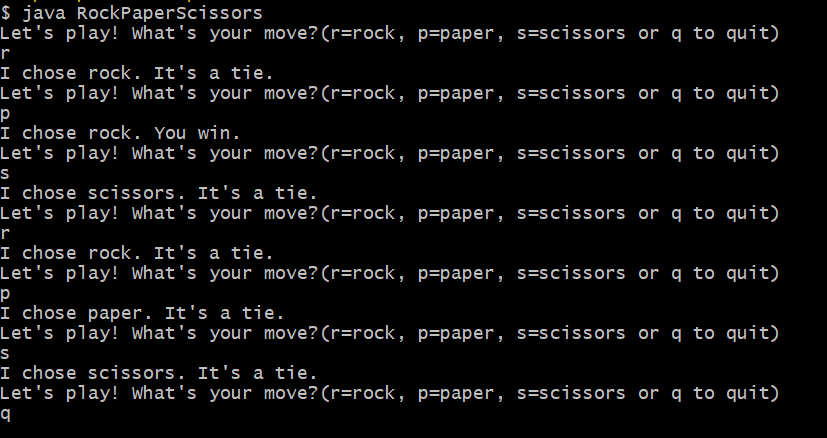 $ java RockPaperScissors
Let's play! What's your move?(r=rock, p=paper, s=scissors or q to quit)
r
I chose rock. It's a tie.
Let's play! What's your move?(r=rock, p=paper, s=scissors or q to quit)
p
I chose rock. You win.
Let's play! What's your move?(r=rock, p=paper, s=scissors or q to quit)
s
I chose scissors. It's a tie.
Let's play! What's your move?(r=rock, p=paper, s=scissors or q to quit)
r
I chose rock. It's a tie.
Let's play! What's your move?(r=rock, p=paper, s=scissors or q to quit)
p
I chose paper. It's a tie.
Let's play! What's your move?(r=rock, p=paper, s=scissors or q to quit)
s
I chose scissors. It's a tie.
Let's play! What's your move?(r=rock, p=paper, s=scissors or q to quit)
q